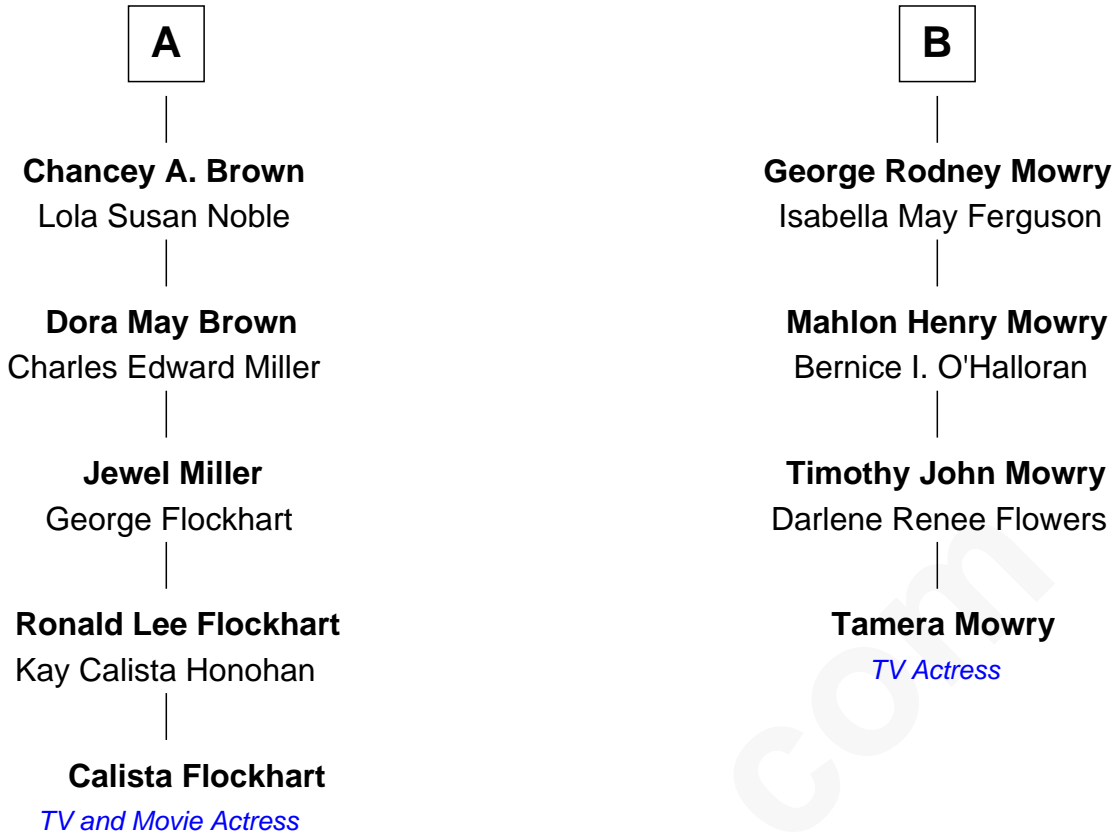 A
Chancey A. Brown
Lola Susan Noble
Dora May Brown
Charles Edward Miller
Jewel Miller
George Flockhart
Ronald Lee Flockhart
Kay Calista Honohan
Calista Flockhart
TV and Movie Actress
B
George Rodney Mowry
Isabella May Ferguson
Mahlon Henry Mowry
Bernice I. O'Halloran
Timothy John Mowry
Darlene Renee Flowers
Tamera Mowry
TV Actress
com